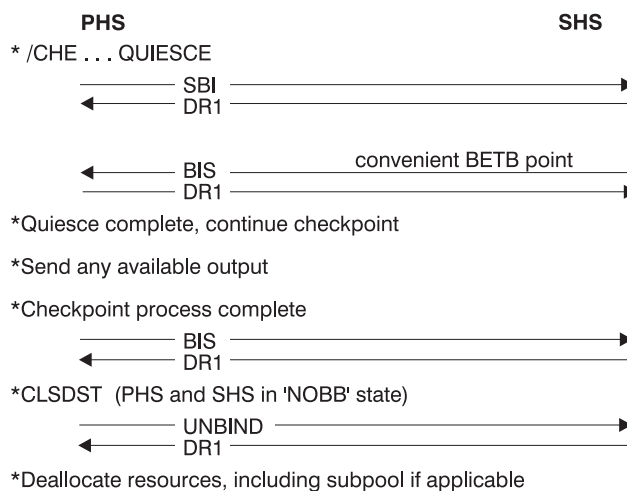 PHS SHS
* /CHE . . . QUIESCE
SBI
DR1
convenient BETB point
BIS
DR1
*Quiesce complete, continue checkpoint
*Send any available output
*Checkpoint process complete
BIS
DR1
*CLSDST (PHS and SHS in 'NOBB' state)
UNBIND
DR1
*Deallocate resources, including subpool if applicable